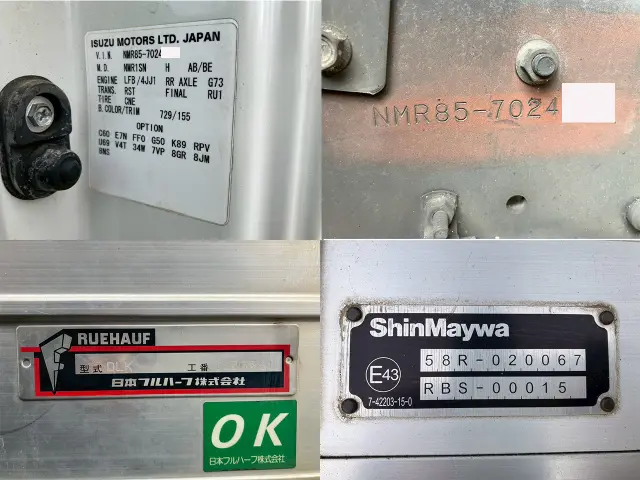 ISUZU MOTORS LTD. JAPAN
V.I.N. NMR85-7024
M.D. NMR1SN H AB/BE
ENGINE LFB/4JJ1 RR AXLE G73
TRANS. RST FINAL RU1
TIRE CNE
B.COLOR/TRIM 729/155
OPTION
C60 E7N FF0 G50 K89 RPV
U69 V4T 34W 7VP 8GR 8JM
HNS
NMR85-7024
RUEHAUF
型式 工番
日本フルハーフ株式会社
OK
日本フルハーフ株式会社
ShinMaywa
E43
7-42203-15-0
58R-020067
RBS-00015